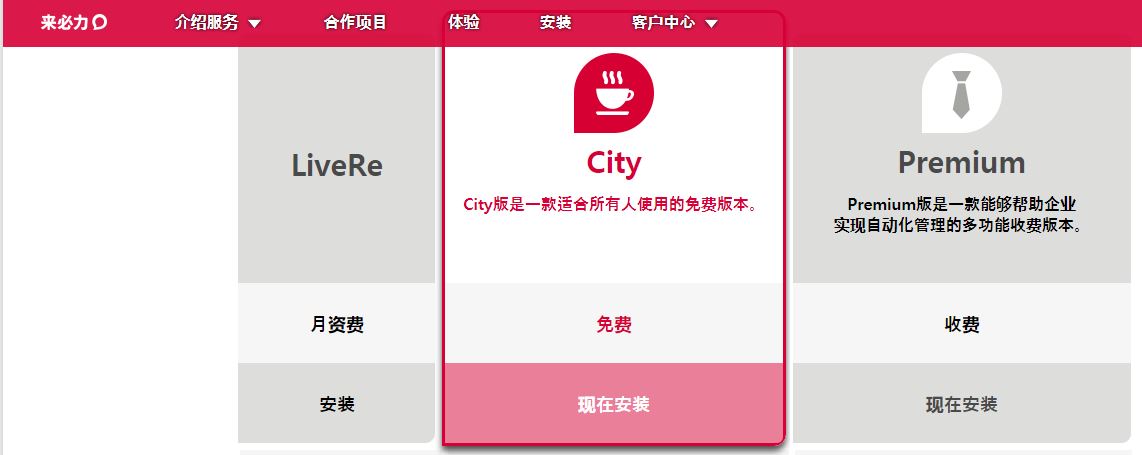 来必力
介绍服务
合作项目
体验
安装
客户中心
LiveRe
City
City版是一款适合所有人使用的免费版本。
Premium
Premium版是一款能够帮助企业
实现自动化管理的多功能收费版本。
月资费
免费
收费
安装
现在安装
现在安装